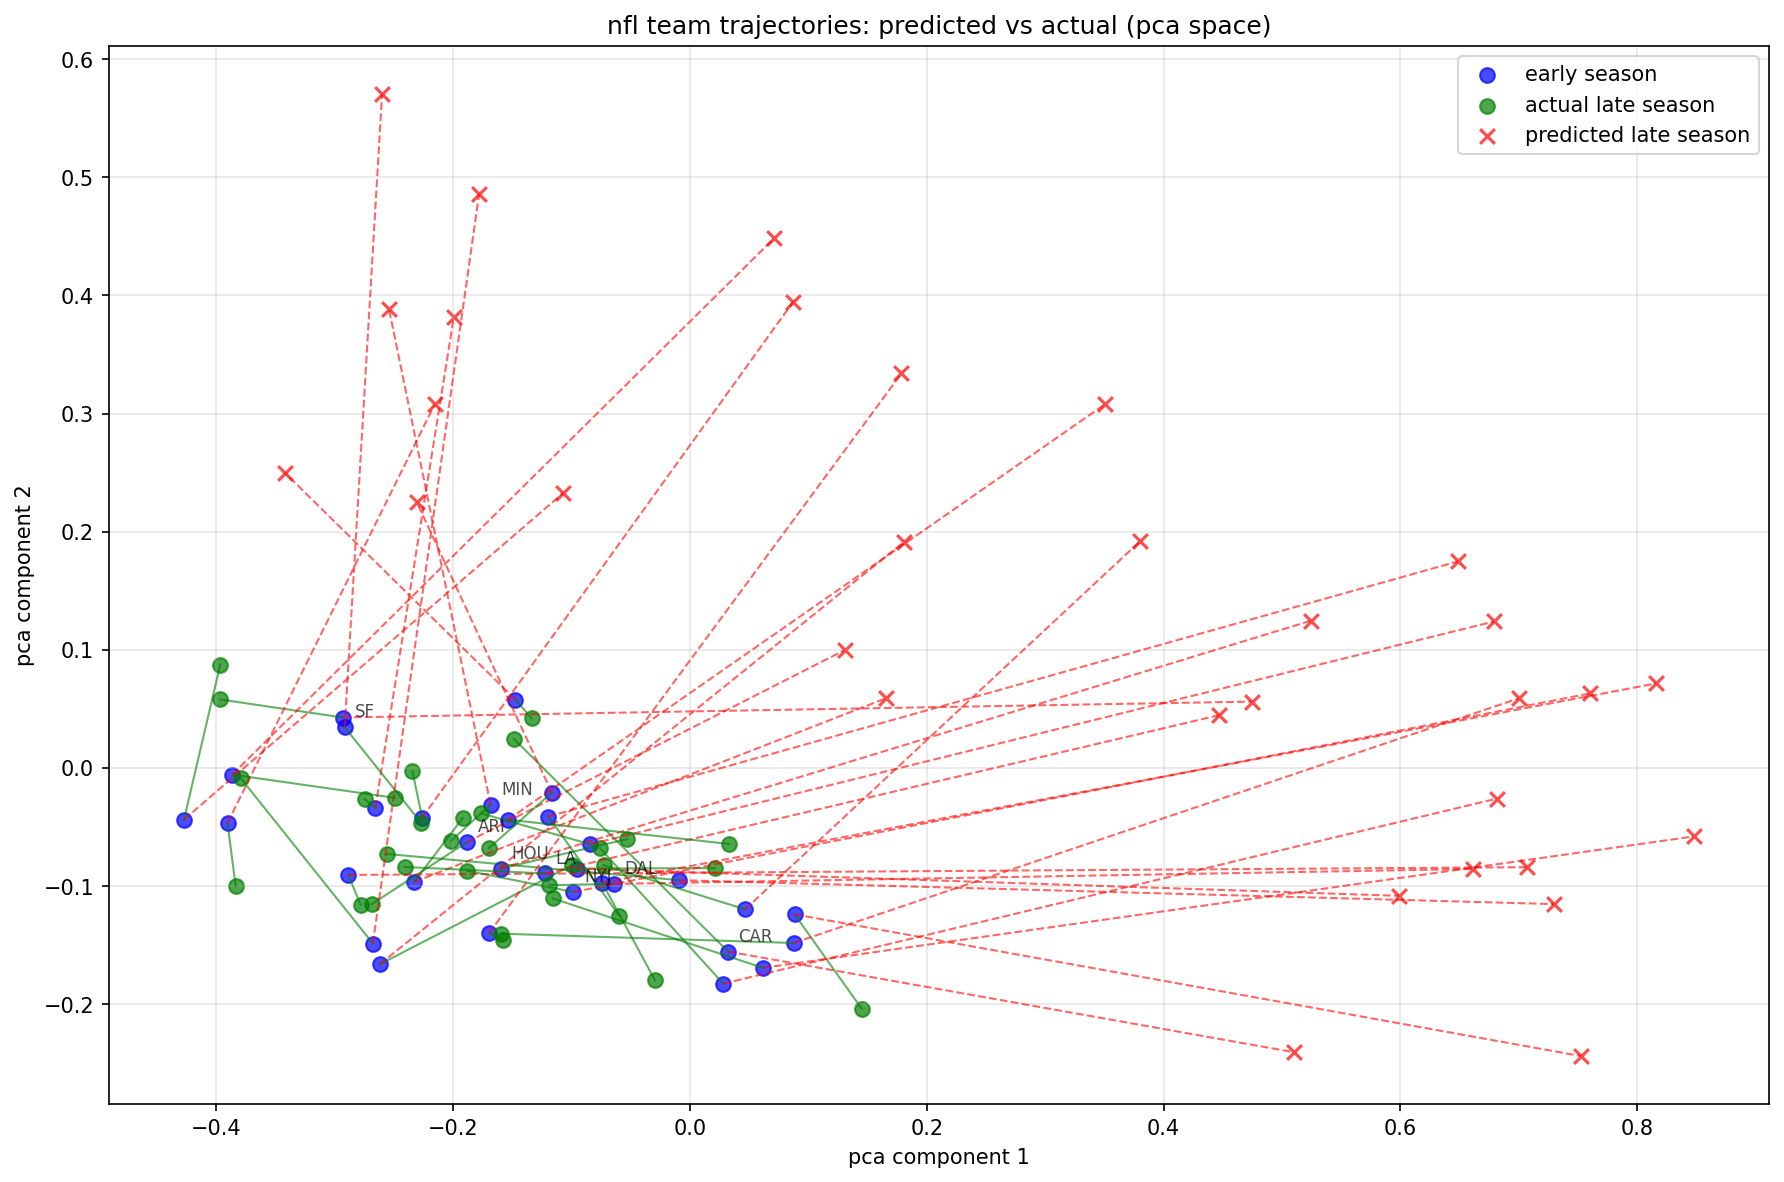 nfl team trajectories: predicted vs actual (pca space)
early season
actual late season
predicted late season
0.6
0.5
0.4
0.3
0.2
0.1
0.0
−0.1
−0.2
pca component 2
SF
MIN
ARI
HOU
LA
DAL
CAR
−0.4
−0.2
0.0
0.2
0.4
0.6
0.8
pca component 1